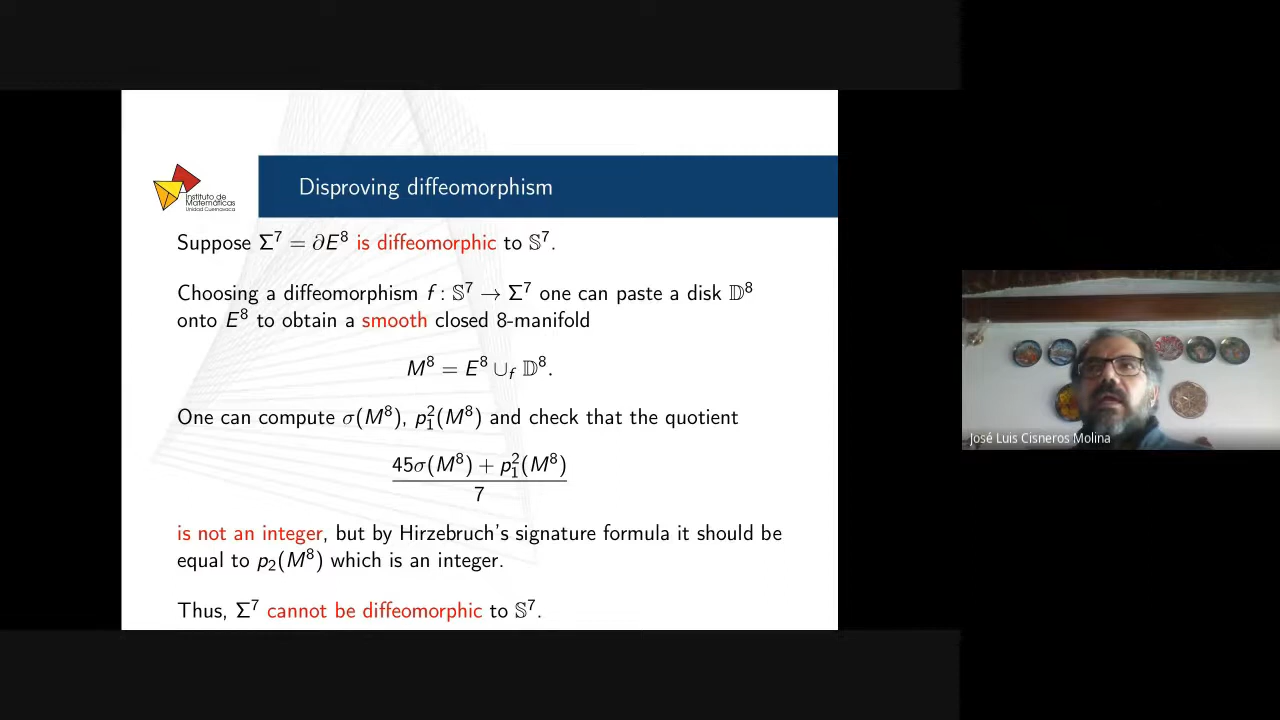 Instituto de
Matemáticas
Unidad Cuernavaca
Disproving diffeomorphism
Suppose Σ⁷ = ∂E⁸ is diffeomorphic to 𝕊⁷.
Choosing a diffeomorphism f : 𝕊⁷ → Σ⁷ one can paste a disk 𝔻⁸
onto E⁸ to obtain a smooth closed 8-manifold
M⁸ = E⁸ ∪_f 𝔻⁸.
One can compute σ(M⁸), p₁²(M⁸) and check that the quotient
45σ(M⁸) + p₁²(M⁸)
7
is not an integer, but by Hirzebruch's signature formula it should be
equal to p₂(M⁸) which is an integer.
Thus, Σ⁷ cannot be diffeomorphic to 𝕊⁷.
José Luis Cisneros Molina